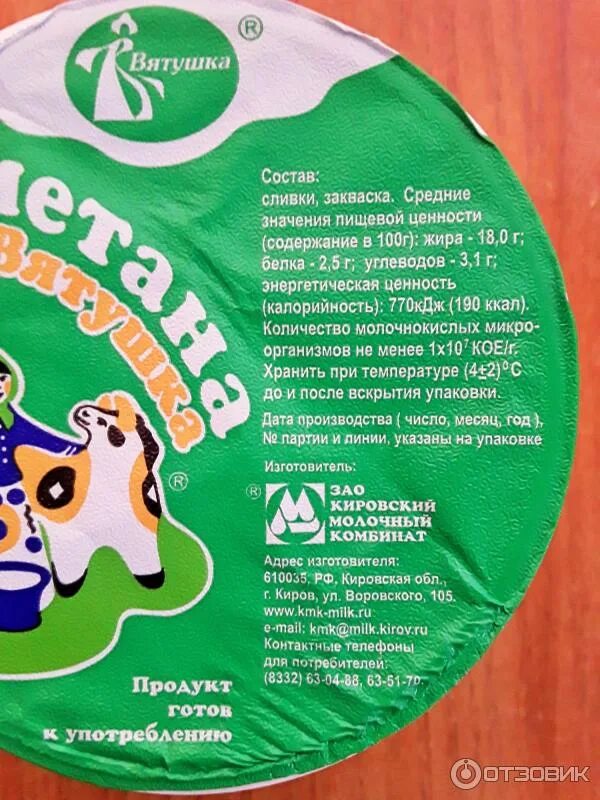 Вятушка ®
метана
Вятушка
®
Состав:
сливки, закваска. Средние
значения пищевой ценности
(содержание в 100г): жира - 18,0 г;
белка - 2,5 г; углеводов - 3,1 г;
энергетическая ценность
(калорийность): 770кДж (190 ккал).
Количество молочнокислых микро-
организмов не менее 1х10⁷ КОЕ/г.
Хранить при температуре (4±2)⁰С
до и после вскрытия упаковки.
Дата производства ( число, месяц, год ),
№ партии и линии, указаны на упаковке
Изготовитель:
® ЗАО
КИРОВСКИЙ
МОЛОЧНЫЙ
КОМБИНАТ
Адрес изготовителя:
610035, РФ, Кировская обл.,
г. Киров, ул. Воровского, 105.
www.kmk-milk.ru
e-mail: kmk@milk.kirov.ru
Контактные телефоны
для потребителей:
(8332) 63-04-88, 63-51-79.
Продукт
готов
к употреблению
ОТЗОВИК